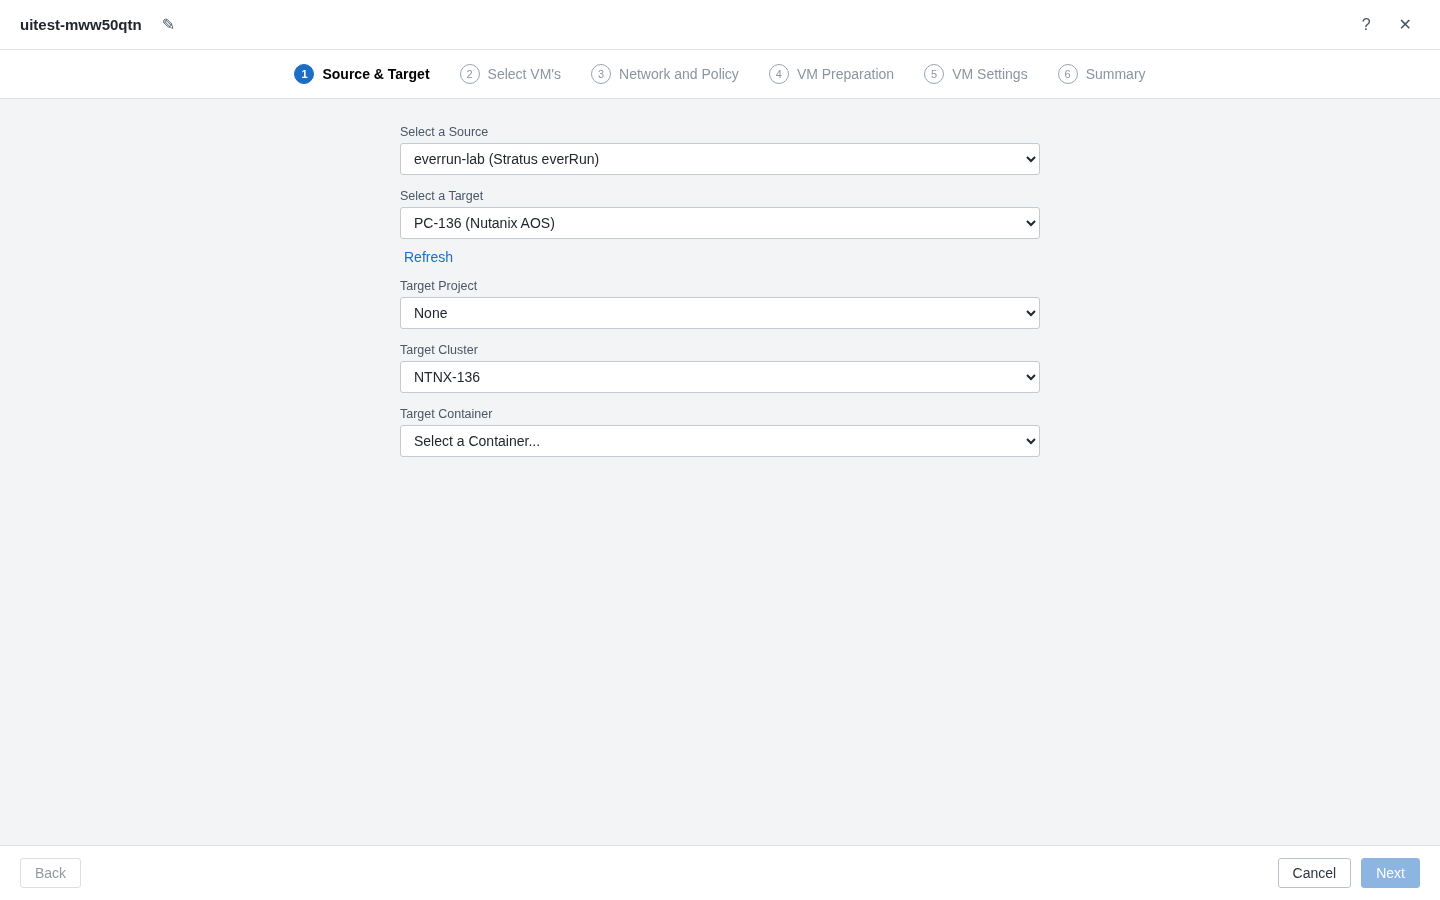 uitest-mww50qtn ✎ ? ✕
1 Source & Target 2 Select VM's 3 Network and Policy 4 VM Preparation 5 VM Settings 6 Summary
Select a Source
everrun-lab (Stratus everRun)
Select a Target
PC-136 (Nutanix AOS)
Refresh
Target Project
None
Target Cluster
NTNX-136
Target Container
Select a Container...
Back Cancel Next